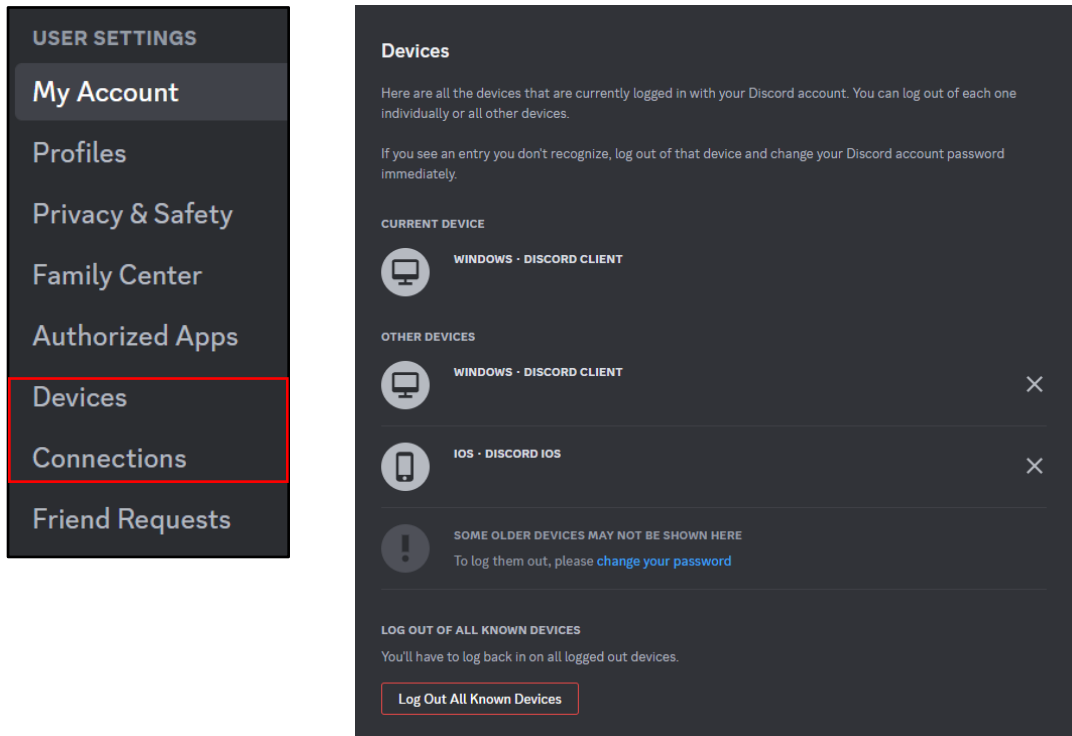 USER SETTINGS
My Account
Profiles
Privacy & Safety
Family Center
Authorized Apps
Devices
Connections
Friend Requests
Devices
Here are all the devices that are currently logged in with your Discord account. You can log out of each one
individually or all other devices.
If you see an entry you don't recognize, log out of that device and change your Discord account password
immediately.
CURRENT DEVICE
WINDOWS · DISCORD CLIENT
OTHER DEVICES
WINDOWS · DISCORD CLIENT
IOS · DISCORD IOS
SOME OLDER DEVICES MAY NOT BE SHOWN HERE
To log them out, please change your password
LOG OUT OF ALL KNOWN DEVICES
You'll have to log back in on all logged out devices.
Log Out All Known Devices